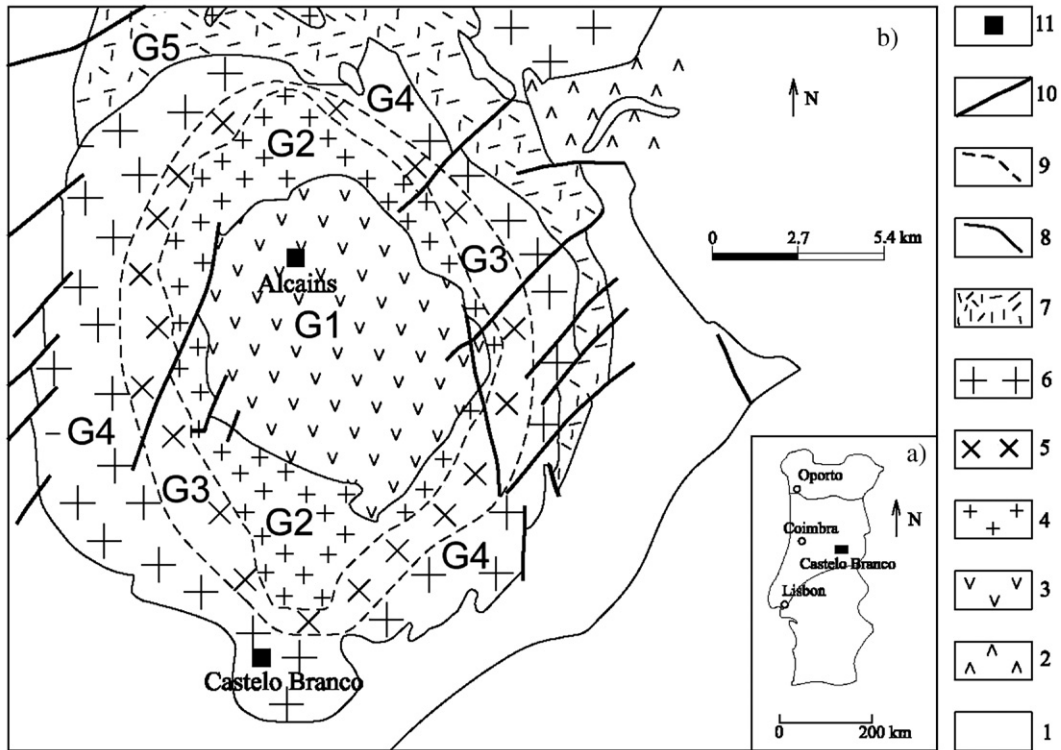 G5
b)
G4
N
G2
0 2.7 5.4 km
G3
Alcains
G1
G4
G3
G2
G4
Castelo Branco
a)
Oporto
N
Coimbra
Castelo Branco
Lisbon
0 200 km
11
10
9
8
7
6
5
4
3
2
1